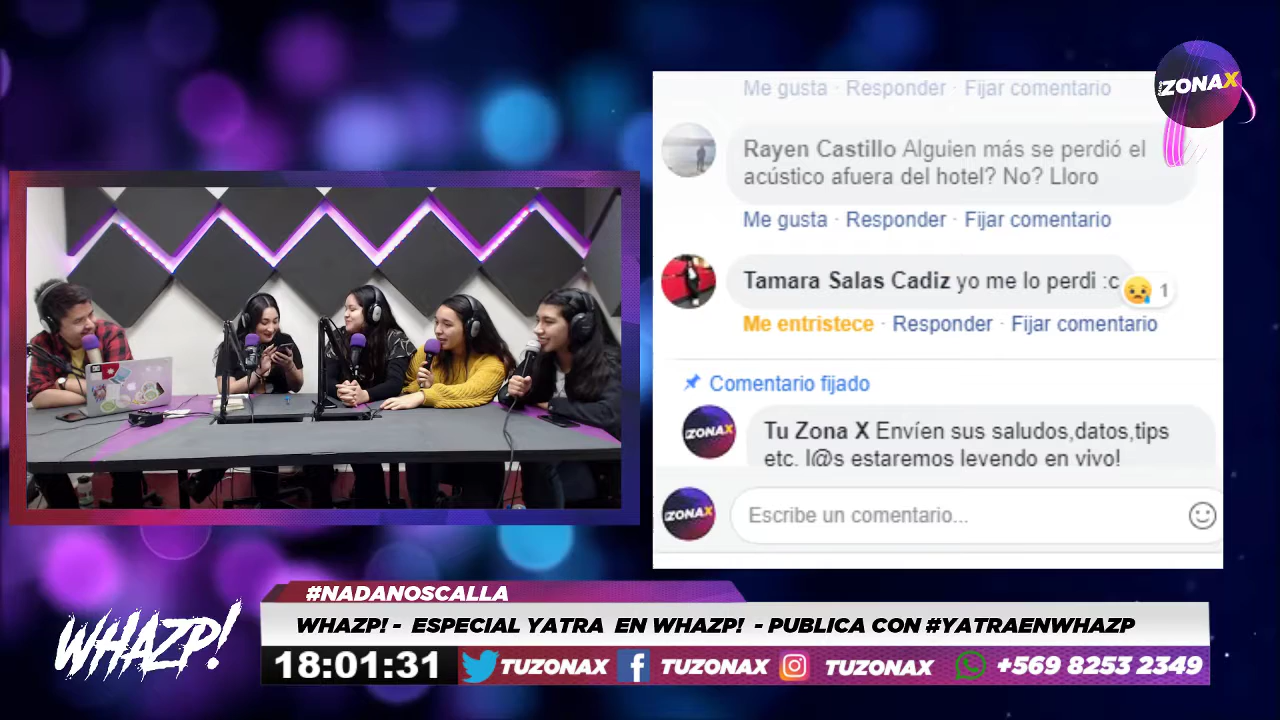 Me gusta · Responder · Fijar comentario
ZONAX
Rayen Castillo Alguien más se perdió el
acústico afuera del hotel? No? Lloro
Me gusta · Responder · Fijar comentario
Tamara Salas Cadiz yo me lo perdi :c
1
Me entristece · Responder · Fijar comentario
Comentario fijado
ZONAX
Tu Zona X Envíen sus saludos,datos,tips
etc. l@s estaremos leyendo en vivo!
ZONAX
Escribe un comentario...
#NADANOSCALLA
WHAZP!
WHAZP! - ESPECIAL YATRA EN WHAZP! - PUBLICA CON #YATRAENWHAZP
18:01:31 TUZONAX TUZONAX TUZONAX +569 8253 2349